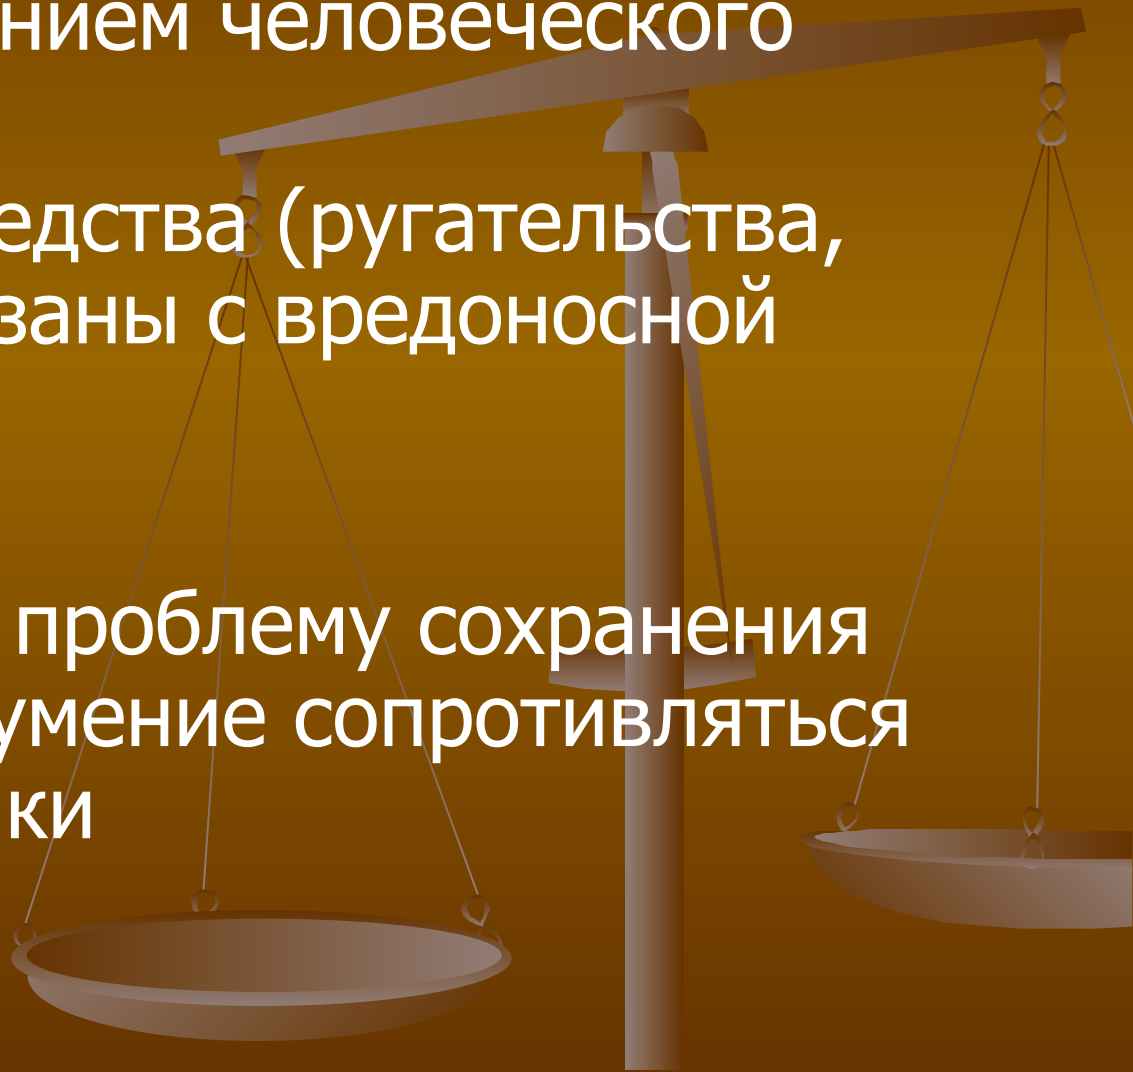 нием человеческого
едства (ругательства,
заны с вредоносной
проблему сохранения
умение сопротивляться
ки